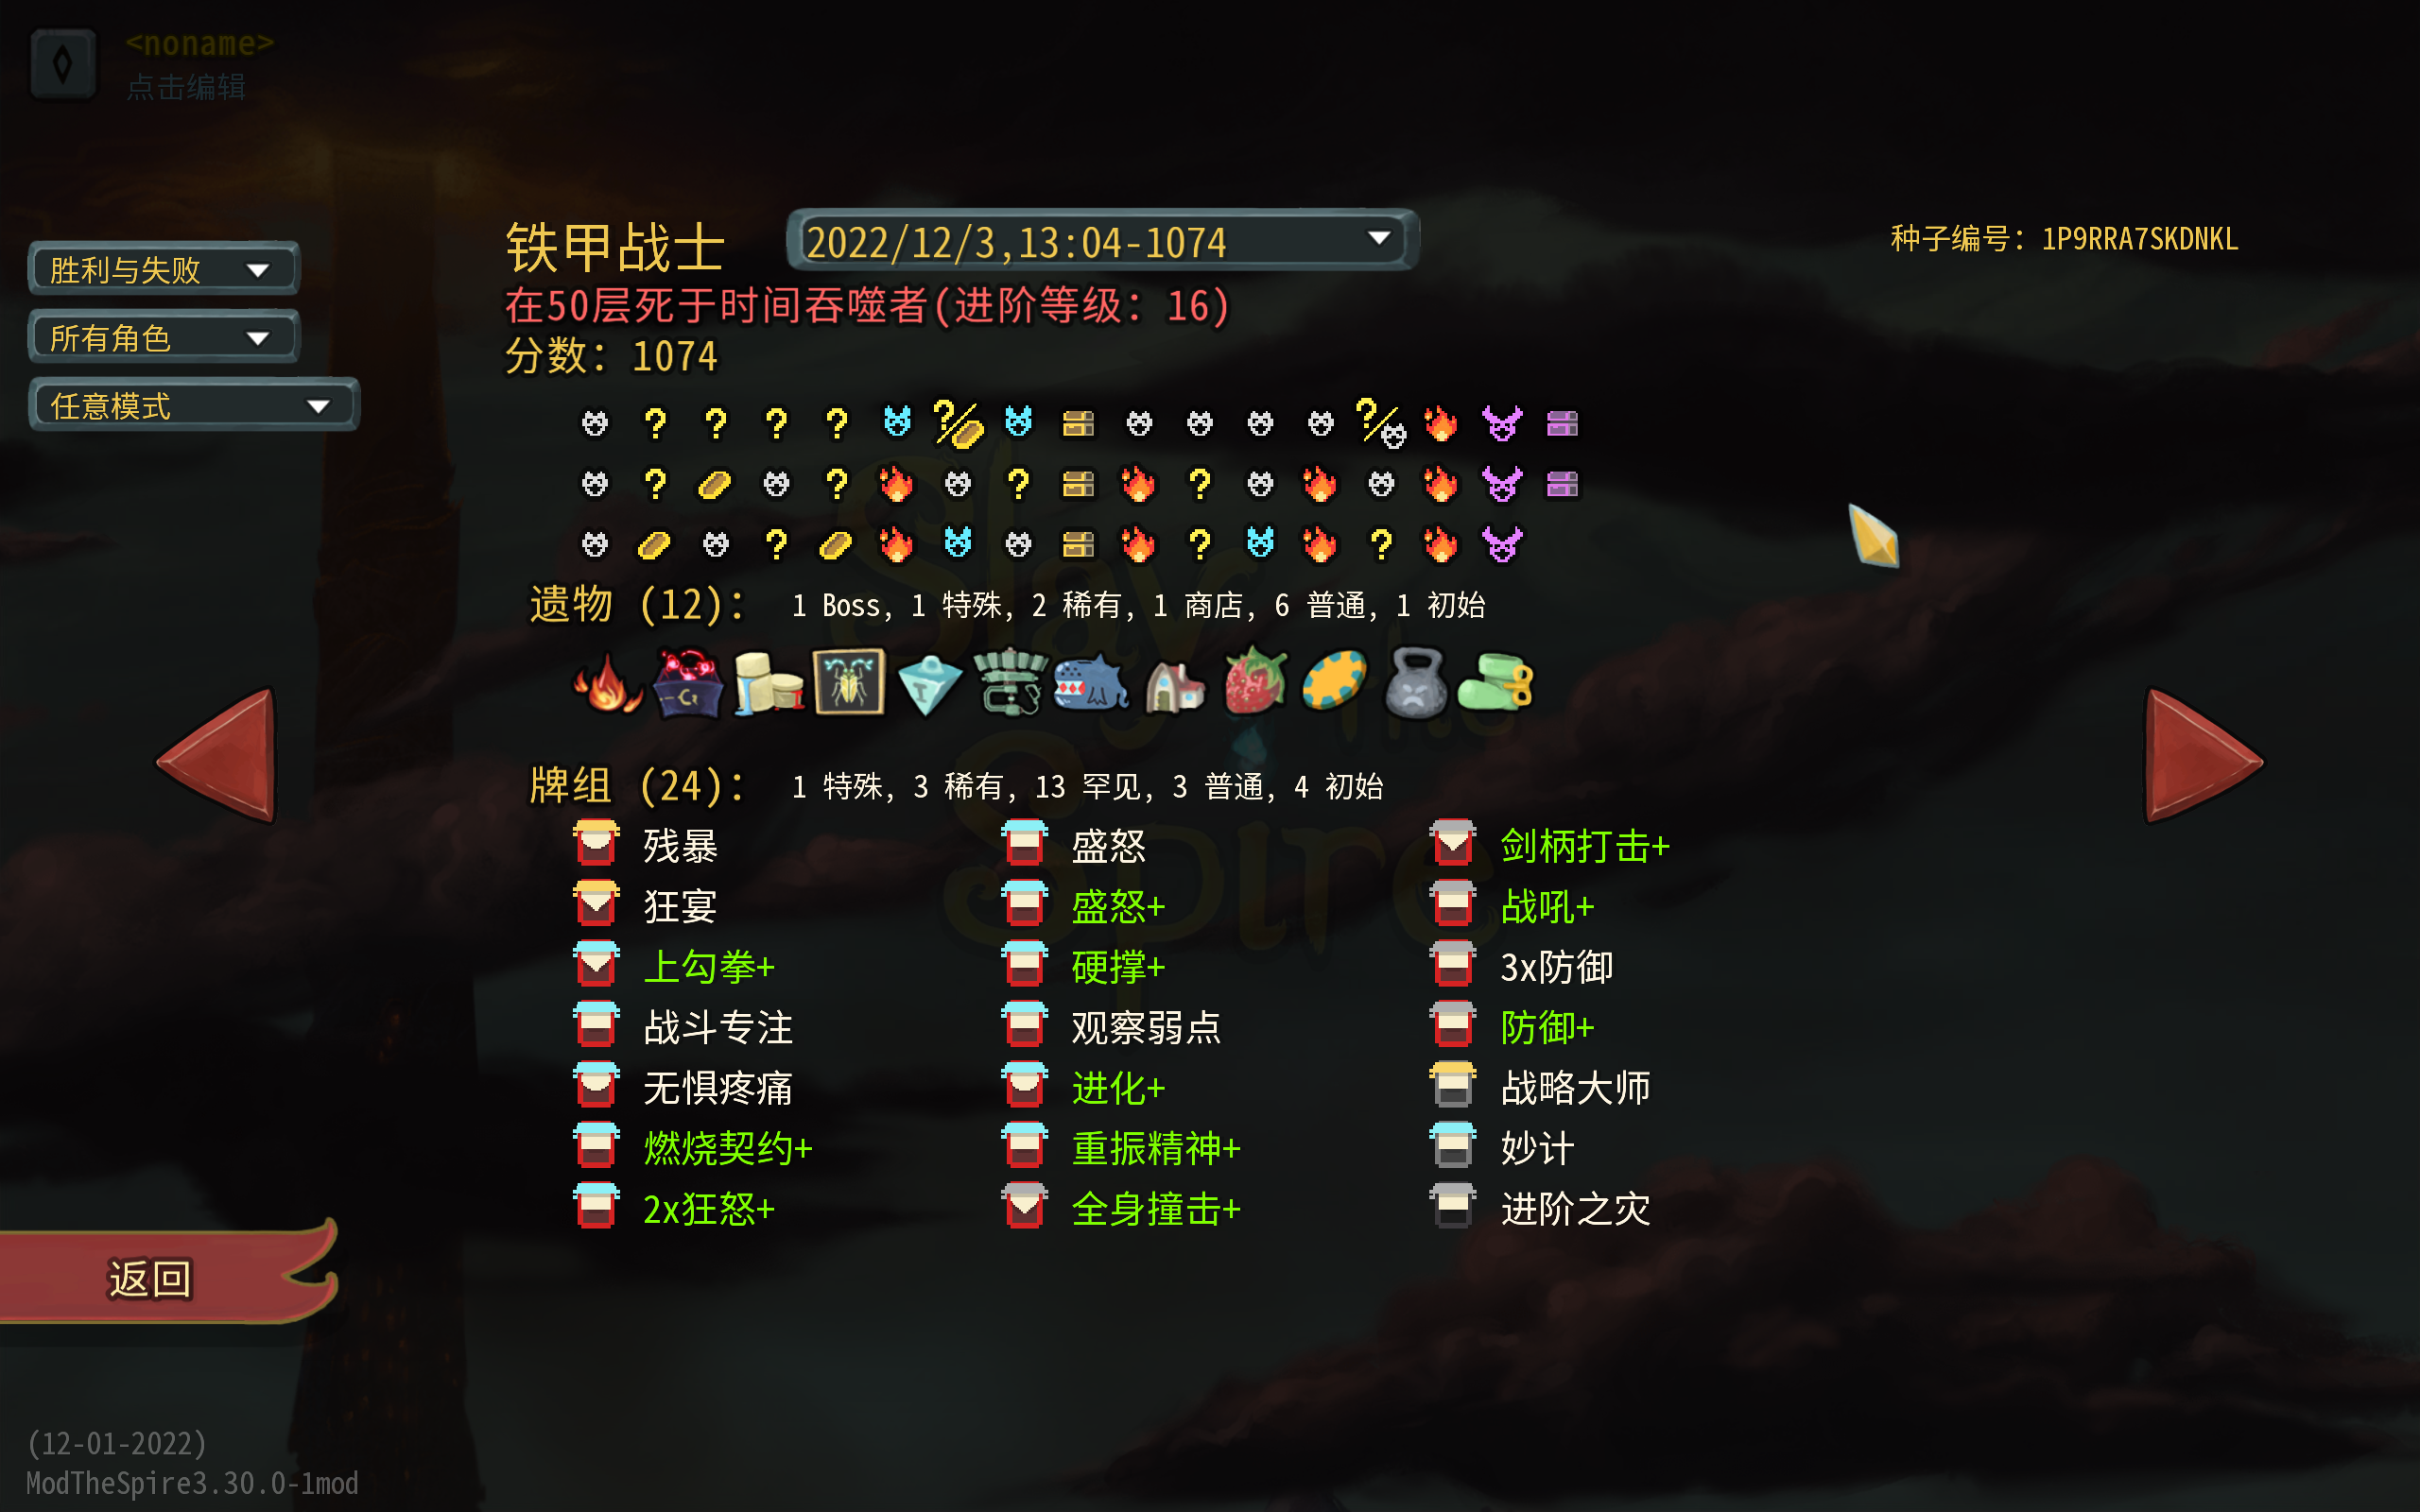 <noname>
点击编辑
铁甲战士
2022/12/3,13:04-1074
种子编号: 1P9RRA7SKDNKL
胜利与失败
所有角色
任意模式
在50层死于时间吞噬者(进阶等级: 16)
分数: 1074
遗物 (12): 1 Boss, 1 特殊, 2 稀有, 1 商店, 6 普通, 1 初始
牌组 (24): 1 特殊, 3 稀有, 13 罕见, 3 普通, 4 初始
残暴 盛怒 剑柄打击+
狂宴 盛怒+ 战吼+
上勾拳+ 硬撑+ 3x防御
战斗专注 观察弱点 防御+
无惧疼痛 进化+ 战略大师
燃烧契约+ 重振精神+ 妙计
2x狂怒+ 全身撞击+ 进阶之灾
返回
(12-01-2022)
ModTheSpire3.30.0-1mod
Slay the Spire